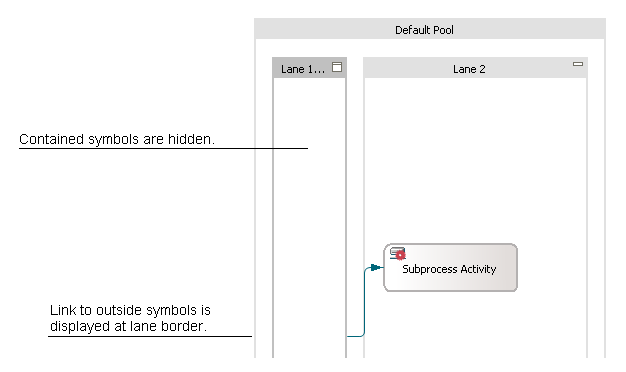 Default Pool
Lane 1...
Lane 2
Contained symbols are hidden.
Subprocess Activity
Link to outside symbols is
displayed at lane border.